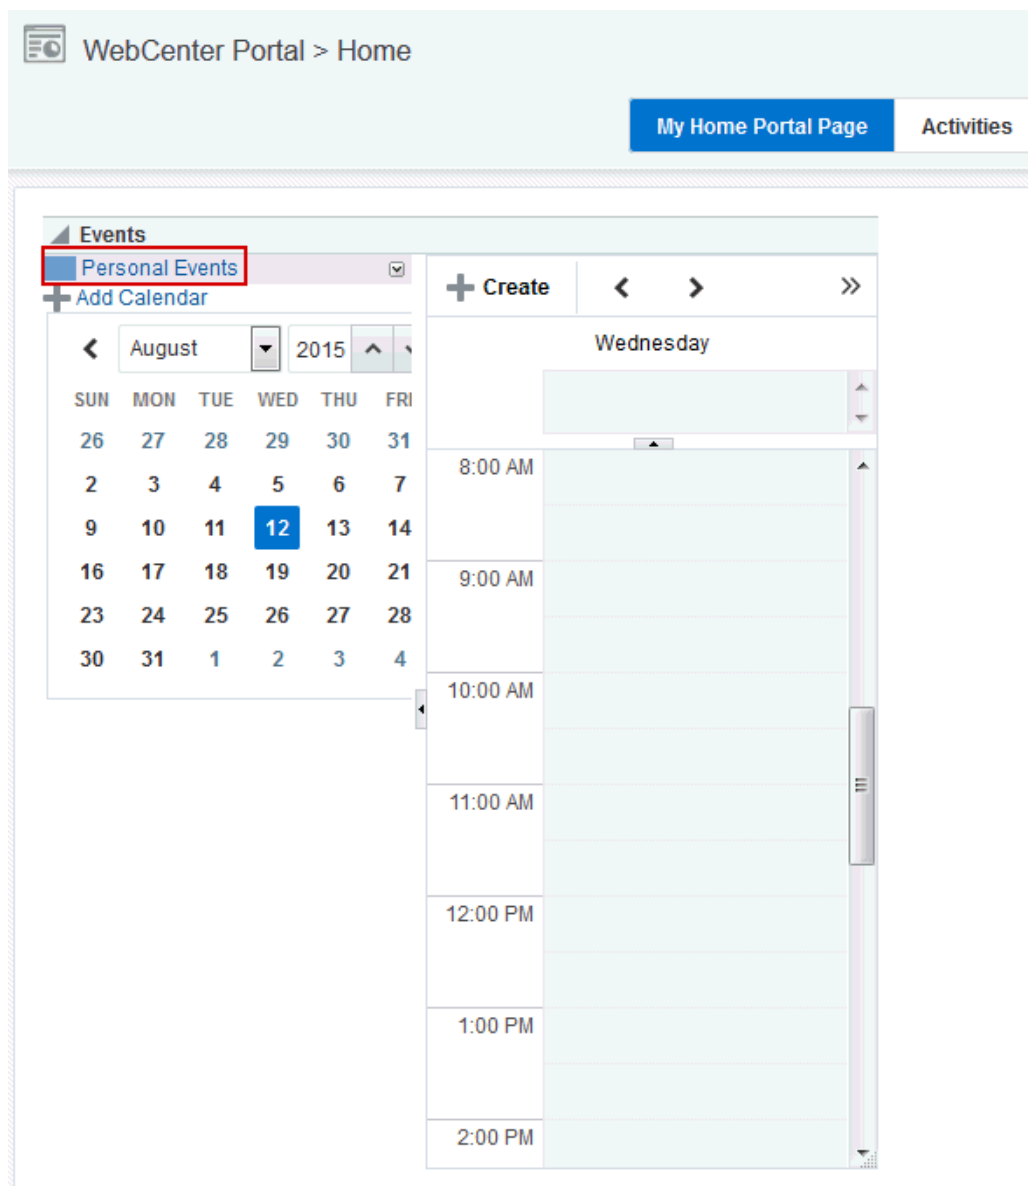 WebCenter Portal > Home
My Home Portal Page Activities
Events
Personal Events
Add Calendar
August 2015
SUN MON TUE WED THU FRI
26 27 28 29 30 31
2 3 4 5 6 7
9 10 11 12 13 14
16 17 18 19 20 21
23 24 25 26 27 28
30 31 1 2 3 4
Create
Wednesday
8:00 AM
9:00 AM
10:00 AM
11:00 AM
12:00 PM
1:00 PM
2:00 PM